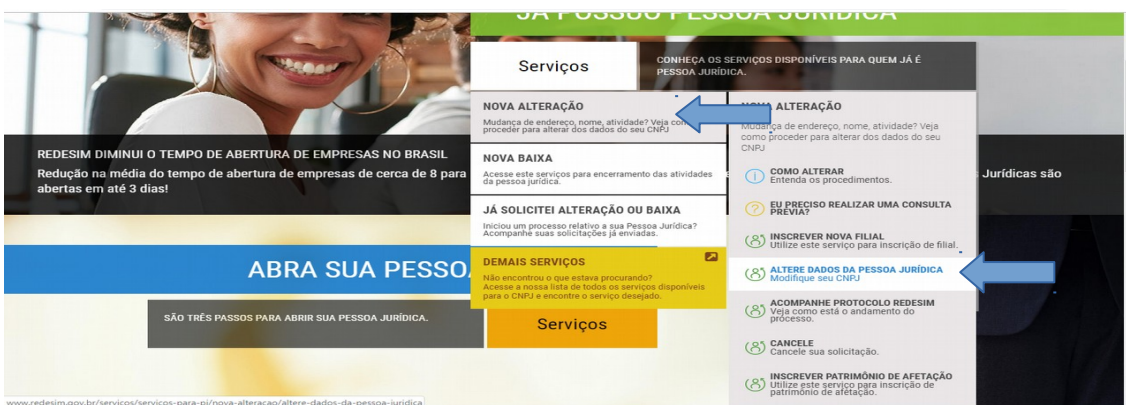 JÁ POSSUO PESSOA JURÍDICA
Serviços
CONHEÇA OS SERVIÇOS DISPONÍVEIS PARA QUEM JÁ É
PESSOA JURÍDICA.
NOVA ALTERAÇÃO
Mudança de endereço, nome, atividade? Veja
proceder para alterar dos dados do seu CNPJ
NOVA BAIXA
Acesse este serviços para encerramento das atividades
da pessoa jurídica.
JÁ SOLICITEI ALTERAÇÃO OU BAIXA
Iniciou um processo relativo a sua Pessoa Jurídica?
Acompanhe suas solicitações já enviadas.
DEMAIS SERVIÇOS
Não encontrou o que estava procurando?
Acesse a nossa lista de todos os serviços disponíveis
para o CNPJ e encontre o serviço desejado.
ALTERAÇÃO
Mudança de endereço, nome, atividade? Veja
como proceder para alterar dos dados do seu
CNPJ
COMO ALTERAR
Entenda os procedimentos.
EU PRECISO REALIZAR UMA CONSULTA
PRÉVIA?
INSCREVER NOVA FILIAL
Utilize este serviço para inscrição de filial.
ALTERE DADOS DA PESSOA JURÍDICA
Modifique seu CNPJ
ACOMPANHE PROTOCOLO REDESIM
Veja como está o andamento do
processo.
CANCELE
Cancele sua solicitação.
INSCREVER PATRIMÔNIO DE AFETAÇÃO
Utilize este serviço para inscrição de
patrimônio de afetação.
REDESIM DIMINUI O TEMPO DE ABERTURA DE EMPRESAS NO BRASIL
Redução na média do tempo de abertura de empresas de cerca de 8 para
Jurídicas são
abertas em até 3 dias!
ABRA SUA PESSO
SÃO TRÊS PASSOS PARA ABRIR SUA PESSOA JURÍDICA.
Serviços
www.redesim.gov.br/servicos/servicos-para-pj/nova-alteracao/altere-dados-da-pessoa-juridica